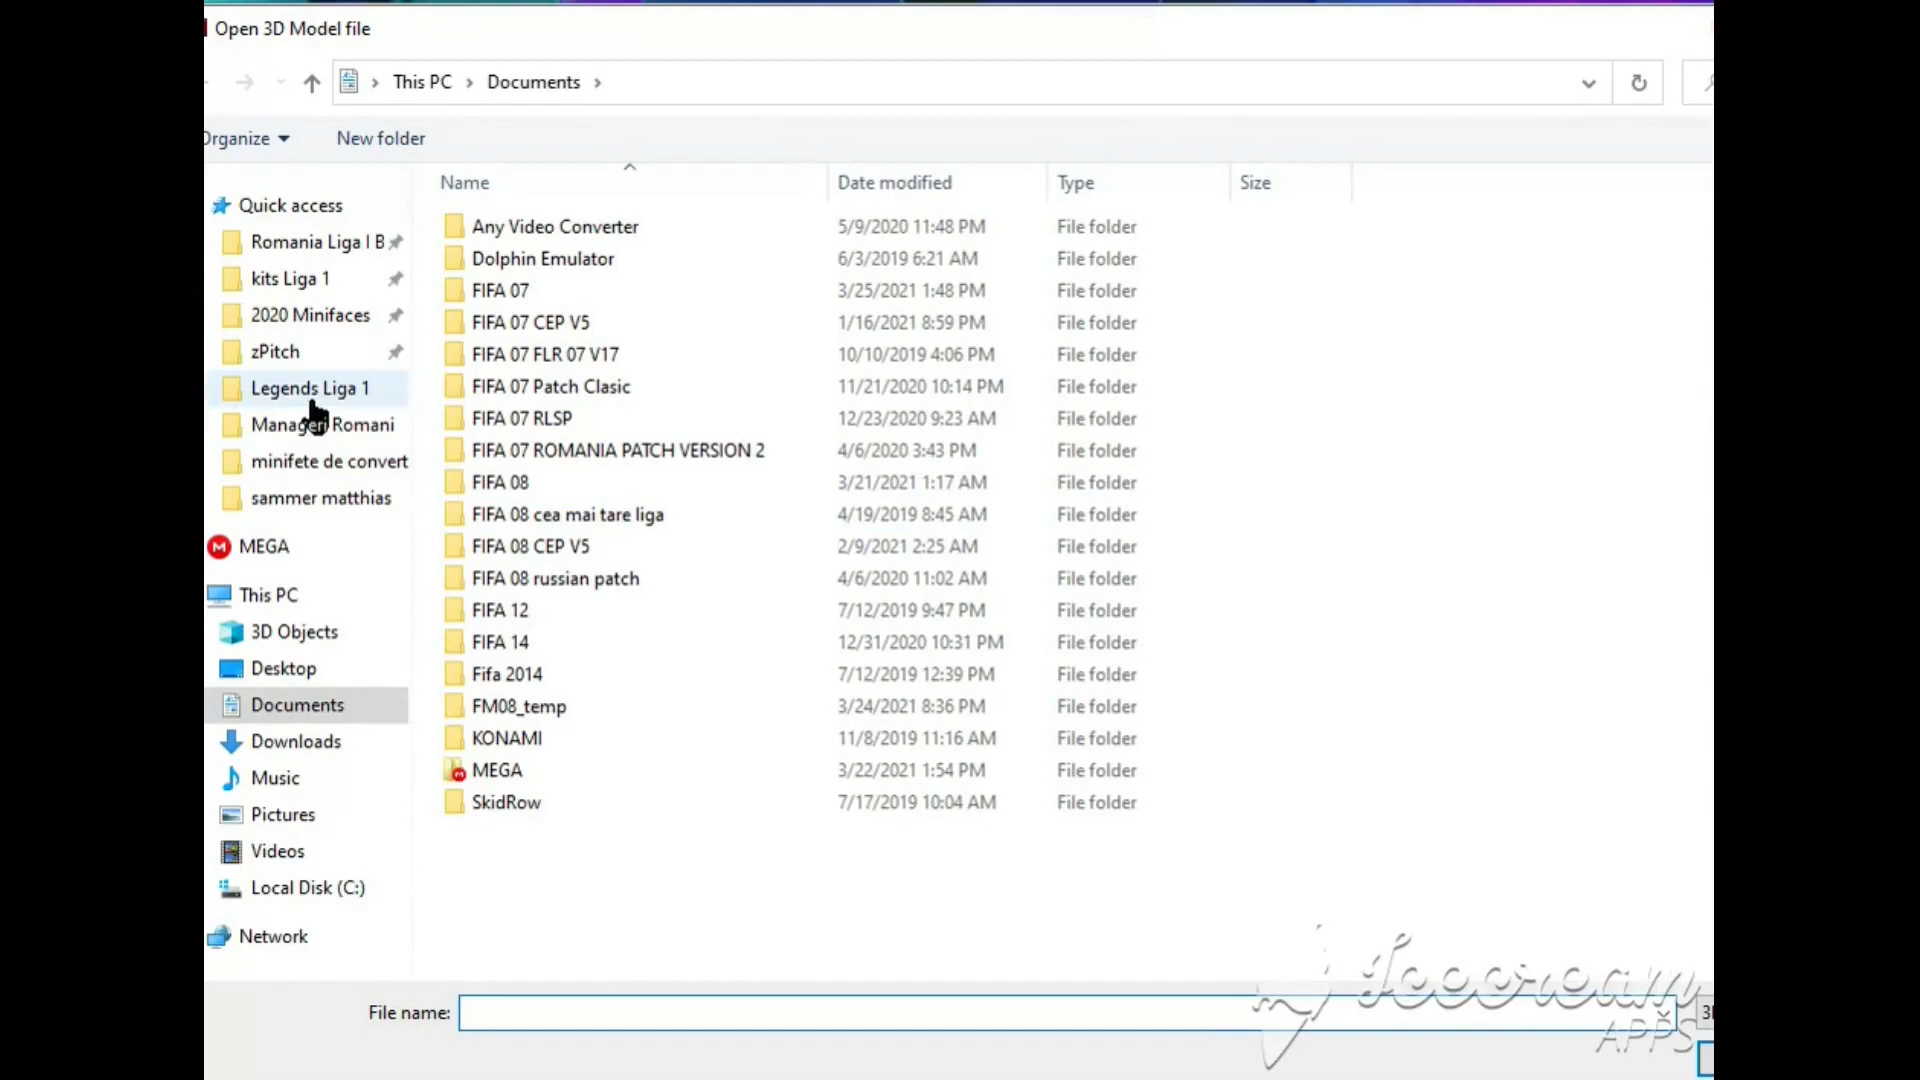 Open 3D Model file
This PC > Documents >
Organize New folder
Name Date modified Type Size
Quick access
Romania Liga I B
kits Liga 1
2020 Minifaces
zPitch
Legends Liga 1
Manageri Romani
minifete de convert
sammer matthias
MEGA
This PC
3D Objects
Desktop
Documents
Downloads
Music
Pictures
Videos
Local Disk (C:)
Network
Any Video Converter 5/9/2020 11:48 PM File folder
Dolphin Emulator 6/3/2019 6:21 AM File folder
FIFA 07 3/25/2021 1:48 PM File folder
FIFA 07 CEP V5 1/16/2021 8:59 PM File folder
FIFA 07 FLR 07 V17 10/10/2019 4:06 PM File folder
FIFA 07 Patch Clasic 11/21/2020 10:14 PM File folder
FIFA 07 RLSP 12/23/2020 9:23 AM File folder
FIFA 07 ROMANIA PATCH VERSION 2 4/6/2020 3:43 PM File folder
FIFA 08 3/21/2021 1:17 AM File folder
FIFA 08 cea mai tare liga 4/19/2019 8:45 AM File folder
FIFA 08 CEP V5 2/9/2021 2:25 AM File folder
FIFA 08 russian patch 4/6/2020 11:02 AM File folder
FIFA 12 7/12/2019 9:47 PM File folder
FIFA 14 12/31/2020 10:31 PM File folder
Fifa 2014 7/12/2019 12:39 PM File folder
FM08_temp 3/24/2021 8:36 PM File folder
KONAMI 11/8/2019 11:16 AM File folder
MEGA 3/22/2021 1:54 PM File folder
SkidRow 7/17/2019 10:04 AM File folder
File name:
Icecream
APPS